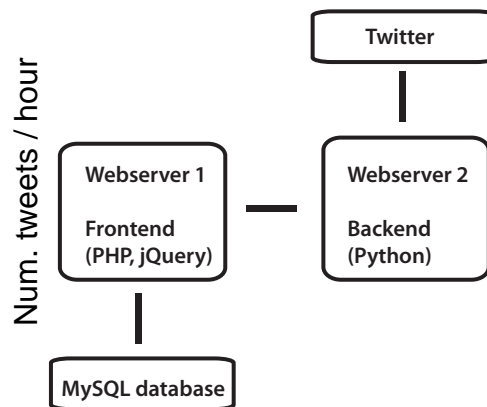 Twitter
Num. tweets / hour
Webserver 1
Frontend
(PHP, jQuery)
Webserver 2
Backend
(Python)
MySQL database